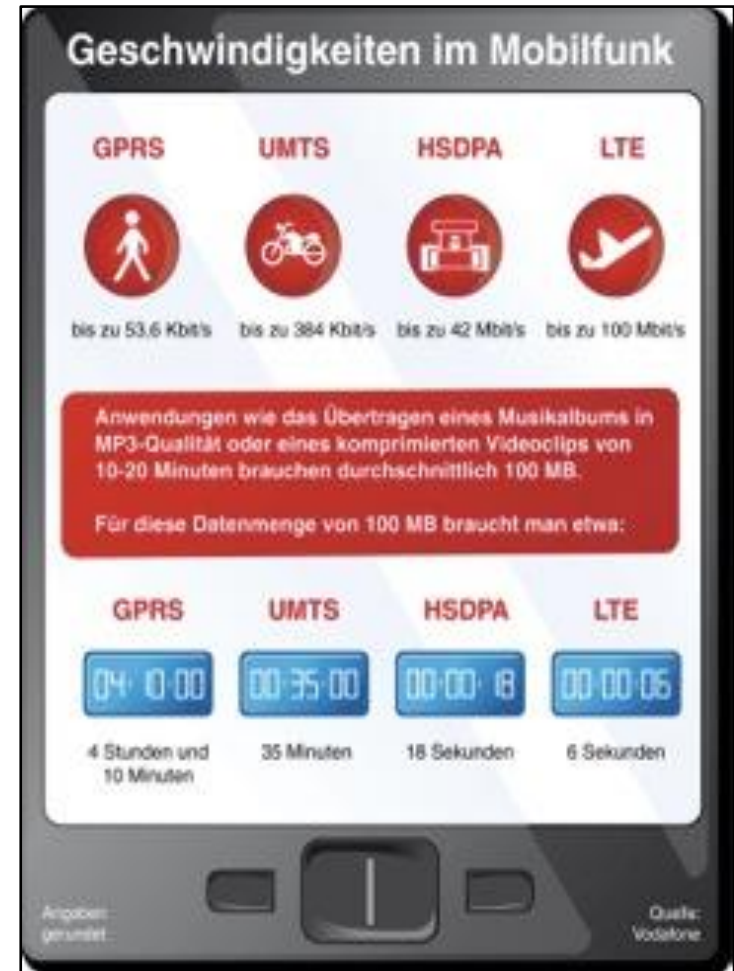 Geschwindigkeiten im Mobilfunk
GPRS UMTS HSDPA LTE
bis zu 53,6 Kbit/s bis zu 384 Kbit/s bis zu 42 Mbit/s bis zu 100 Mbit/s
Anwendungen wie das Übertragen eines Musikalbums in
MP3-Qualität oder eines komprimierten Videoclips von
10-20 Minuten brauchen durchschnittlich 100 MB.
Für diese Datenmenge von 100 MB braucht man etwa:
GPRS UMTS HSDPA LTE
04:10:00 00:35:00 00:00:18 00:00:06
4 Stunden und 35 Minuten 18 Sekunden 6 Sekunden
10 Minuten
Angaben Quelle:
gerundet Vodafone